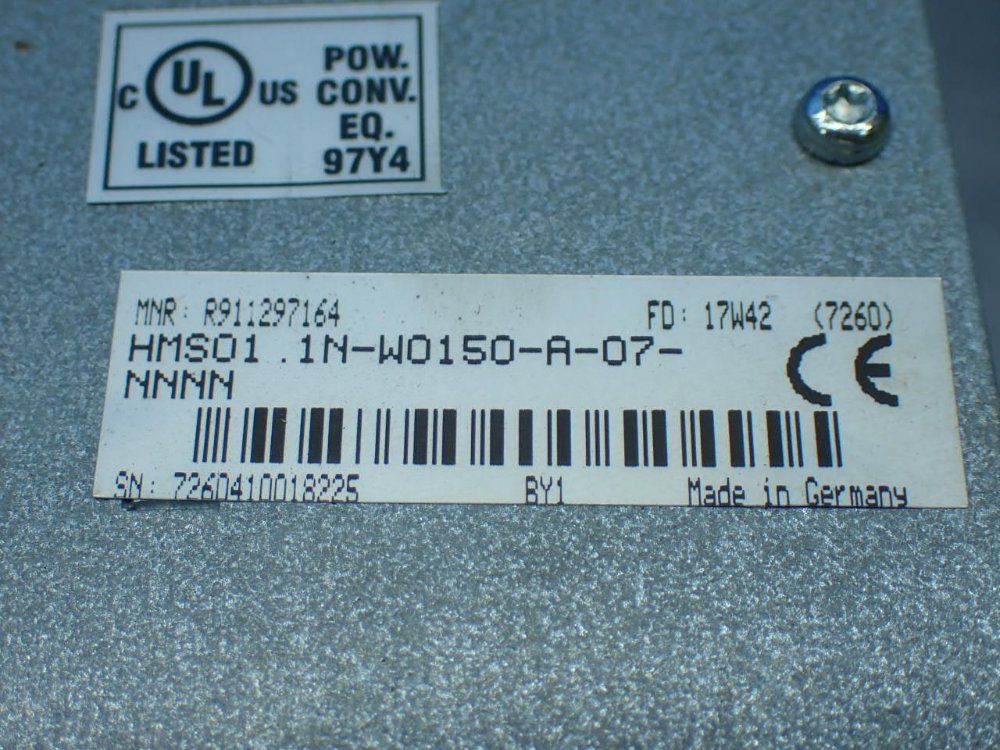 C UL US
LISTED
POW.
CONV.
EQ.
97Y4
MNR: R911297164 FD: 17W42 (7260)
HMS01.1N-W0150-A-07-
NNNN
CE
SN: 7260410018225 BY1 Made in Germany